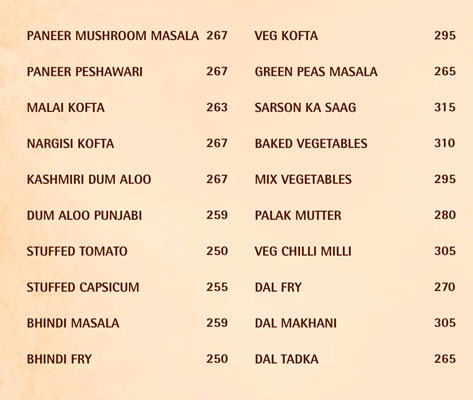 PANEER MUSHROOM MASALA 267
PANEER PESHAWARI 267
MALAI KOFTA 263
NARGISI KOFTA 267
KASHMIRI DUM ALOO 267
DUM ALOO PUNJABI 259
STUFFED TOMATO 250
STUFFED CAPSICUM 255
BHINDI MASALA 259
BHINDI FRY 250
VEG KOFTA 295
GREEN PEAS MASALA 265
SARSON KA SAAG 315
BAKED VEGETABLES 310
MIX VEGETABLES 295
PALAK MUTTER 280
VEG CHILLI MILLI 305
DAL FRY 270
DAL MAKHANI 305
DAL TADKA 265